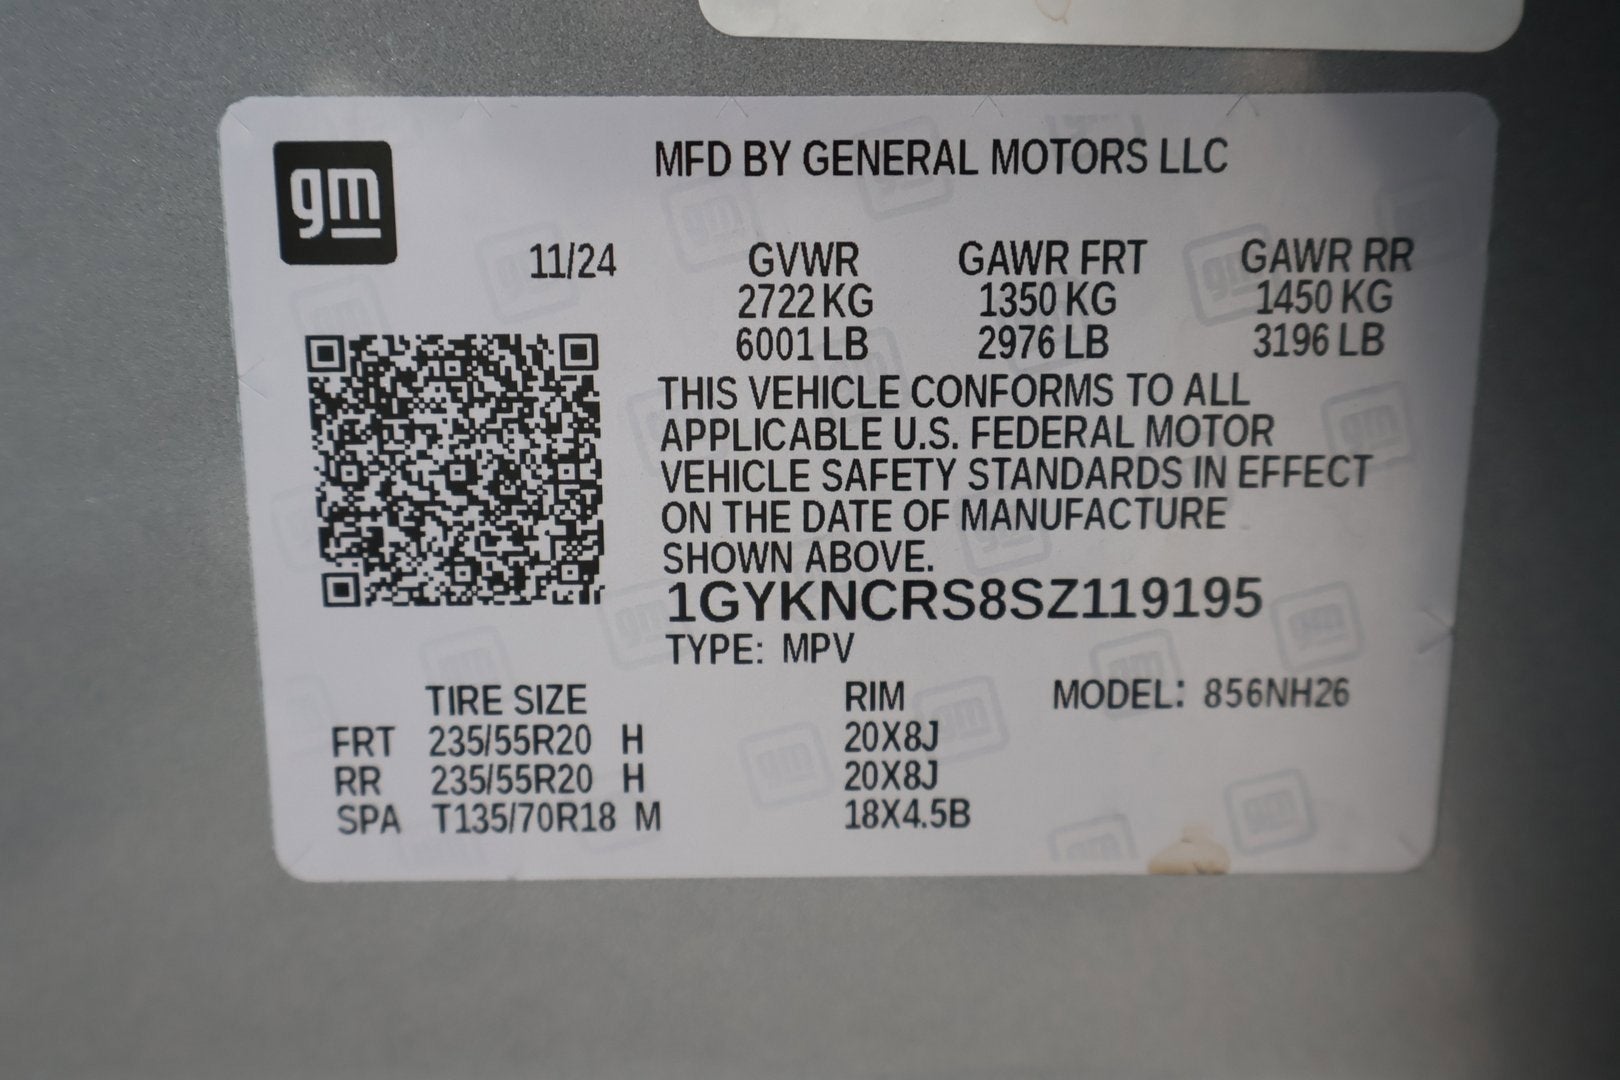 gm
MFD BY GENERAL MOTORS LLC
11/24 GVWR GAWR FRT GAWR RR
2722 KG 1350 KG 1450 KG
6001 LB 2976 LB 3196 LB
THIS VEHICLE CONFORMS TO ALL
APPLICABLE U.S. FEDERAL MOTOR
VEHICLE SAFETY STANDARDS IN EFFECT
ON THE DATE OF MANUFACTURE
SHOWN ABOVE.
1GYKNCRS8SZ119195
TYPE: MPV
TIRE SIZE RIM MODEL: 856NH26
FRT 235/55R20 H 20X8J
RR 235/55R20 H 20X8J
SPA T135/70R18 M 18X4.5B